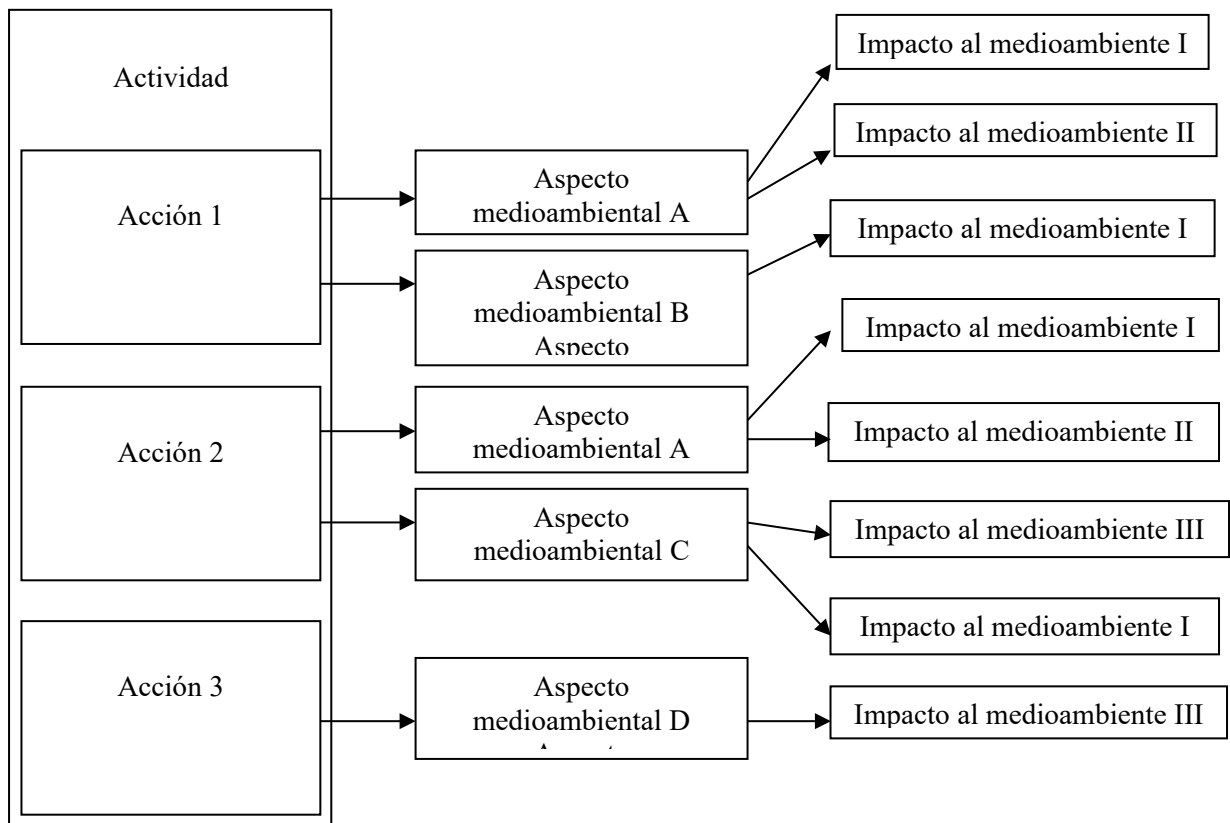 Actividad
Acción 1
Aspecto
medioambiental A
Impacto al medioambiente I
Impacto al medioambiente II
Aspecto
medioambiental B
Aspecto
Impacto al medioambiente I
Acción 2
Aspecto
medioambiental A
Impacto al medioambiente I
Impacto al medioambiente II
Aspecto
medioambiental C
Impacto al medioambiente III
Impacto al medioambiente I
Acción 3
Aspecto
medioambiental D
Impacto al medioambiente III